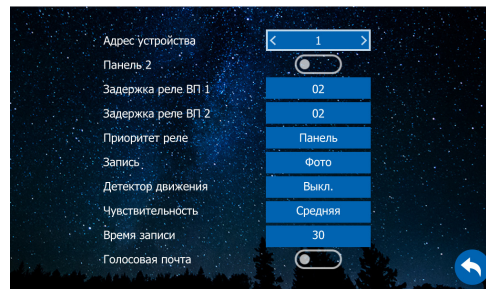 Адрес устройства < 1 >
Панель 2
Задержка реле ВП 1 02
Задержка реле ВП 2 02
Приоритет реле Панель
Запись Фото
Детектор движения Выкл.
Чувствительность Средняя
Время записи 30
Голосовая почта